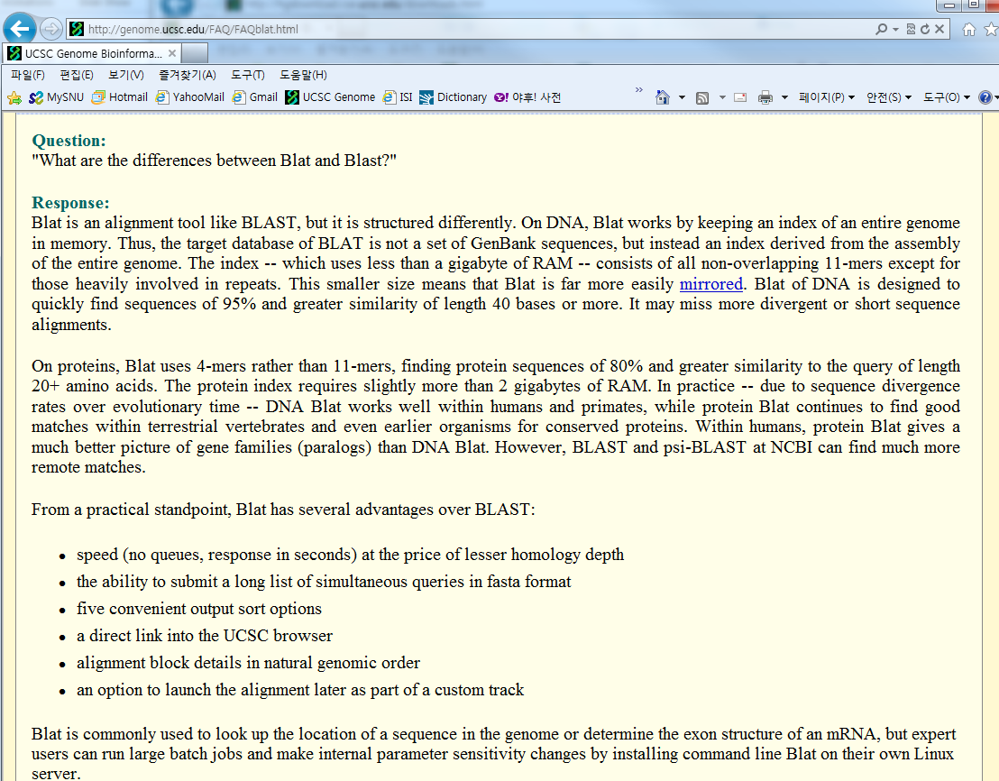 http://genome.ucsc.edu/FAQ/FAQblat.html
UCSC Genome Bioinforma...
파일(F) 편집(E) 보기(V) 즐겨찾기(A) 도구(T) 도움말(H)
MySNU Hotmail YahooMail Gmail UCSC Genome ISI Dictionary 야후! 사전 » 페이지(P) 안전(S) 도구(O)
Question:
"What are the differences between Blat and Blast?"
Response:
Blat is an alignment tool like BLAST, but it is structured differently. On DNA, Blat works by keeping an index of an entire genome
in memory. Thus, the target database of BLAT is not a set of GenBank sequences, but instead an index derived from the assembly
of the entire genome. The index -- which uses less than a gigabyte of RAM -- consists of all non-overlapping 11-mers except for
those heavily involved in repeats. This smaller size means that Blat is far more easily mirrored. Blat of DNA is designed to
quickly find sequences of 95% and greater similarity of length 40 bases or more. It may miss more divergent or short sequence
alignments.
On proteins, Blat uses 4-mers rather than 11-mers, finding protein sequences of 80% and greater similarity to the query of length
20+ amino acids. The protein index requires slightly more than 2 gigabytes of RAM. In practice -- due to sequence divergence
rates over evolutionary time -- DNA Blat works well within humans and primates, while protein Blat continues to find good
matches within terrestrial vertebrates and even earlier organisms for conserved proteins. Within humans, protein Blat gives a
much better picture of gene families (paralogs) than DNA Blat. However, BLAST and psi-BLAST at NCBI can find much more
remote matches.
From a practical standpoint, Blat has several advantages over BLAST:
• speed (no queues, response in seconds) at the price of lesser homology depth
• the ability to submit a long list of simultaneous queries in fasta format
• five convenient output sort options
• a direct link into the UCSC browser
• alignment block details in natural genomic order
• an option to launch the alignment later as part of a custom track
Blat is commonly used to look up the location of a sequence in the genome or determine the exon structure of an mRNA, but expert
users can run large batch jobs and make internal parameter sensitivity changes by installing command line Blat on their own Linux
server.